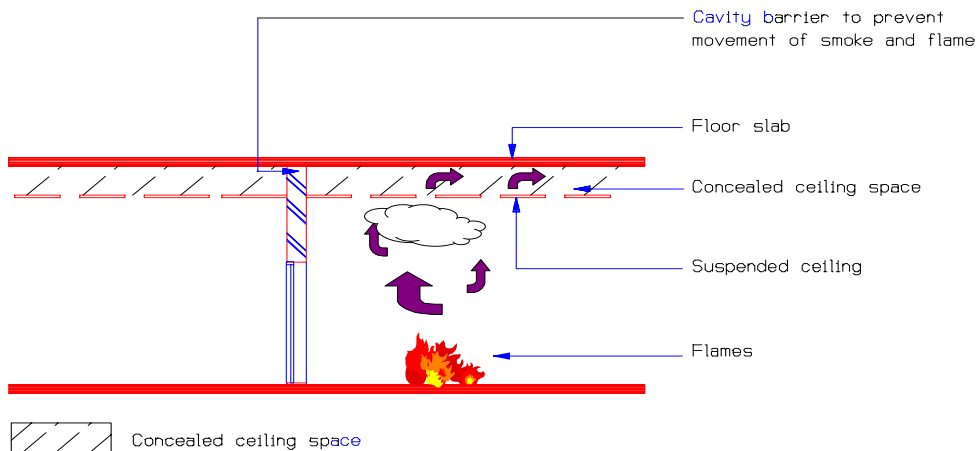 Cavity barrier to prevent
movement of smoke and flame
Floor slab
Concealed ceiling space
Suspended ceiling
Flames
Concealed ceiling space